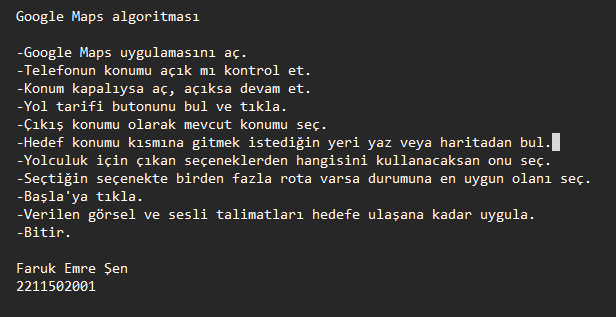 Google Maps algoritması
-Google Maps uygulamasını aç.
-Telefonun konumu açık mı kontrol et.
-Konum kapalıysa aç, açıksa devam et.
-Yol tarifi butonunu bul ve tıkla.
-Çıkış konumu olarak mevcut konumu seç.
-Hedef konumu kısmına gitmek istediğin yeri yaz veya haritadan bul.
-Yolculuk için çıkan seçeneklerden hangisini kullanacaksan onu seç.
-Seçtiğin seçenekte birden fazla rota varsa durumuna en uygun olanı seç.
-Başla'ya tıkla.
-Verilen görsel ve sesli talimatları hedefe ulaşana kadar uygula.
-Bitir.
Faruk Emre Şen
2211502001